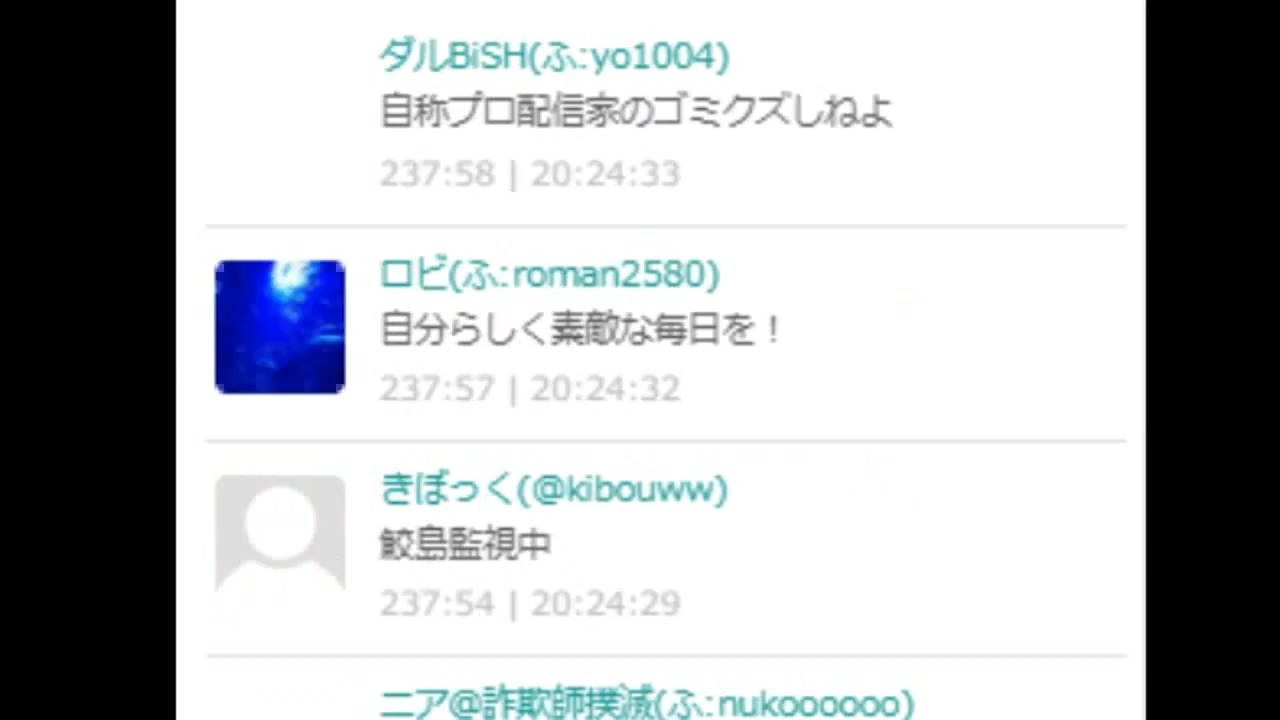 ダルBiSH(ふ:yo1004)
自称プロ配信家のゴミクズしねよ
237:58 | 20:24:33
ロビ(ふ:roman2580)
自分らしく素敵な毎日を！
237:57 | 20:24:32
きぼっく(@kibouww)
鮫島監視中
237:54 | 20:24:29
ニア@詐欺師撲滅(ふ:nukoooooo)